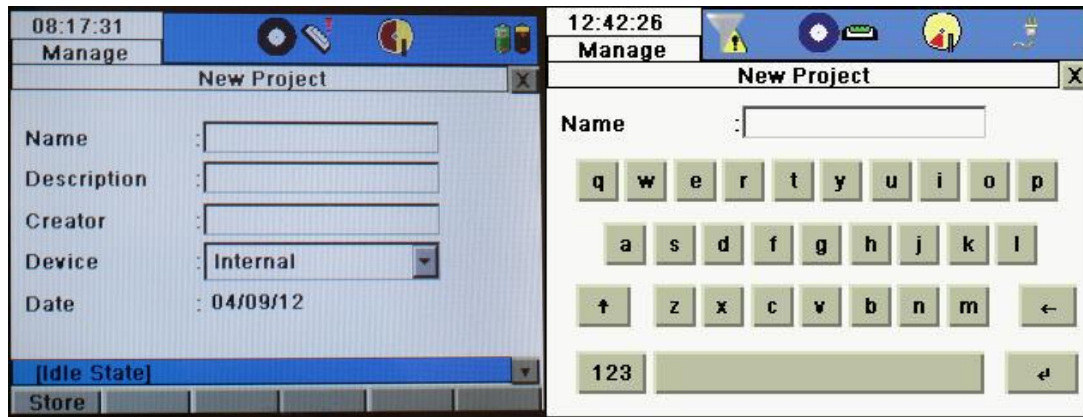 08:17:31
Manage
New Project
X
Name :
Description :
Creator :
Device : Internal
Date : 04/09/12
[Idle State]
Store
12:42:26
Manage
New Project
X
Name :
q w e r t y u i o p
a s d f g h j k l
z x c v b n m
123